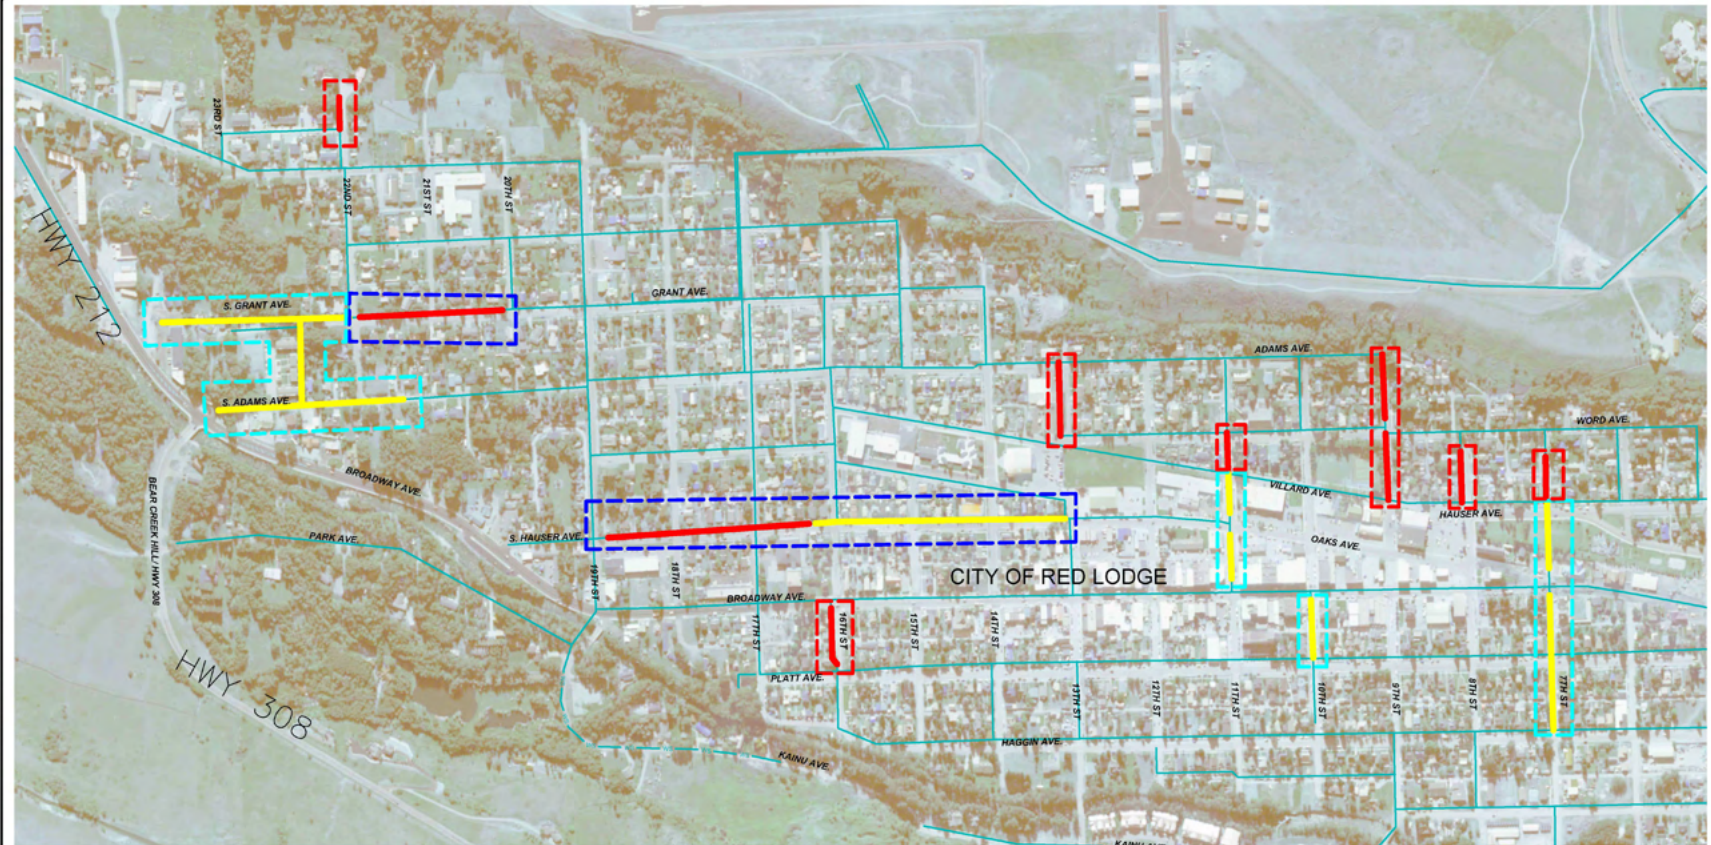 23RD ST
22ND ST
21ST ST
20TH ST
HWY 212
S. GRANT AVE.
GRANT AVE.
ADAMS AVE.
S. ADAMS AVE.
WORD AVE.
BROADWAY AVE.
VILLARD AVE.
HAUSER AVE.
BEAR CREEK HILL/ HWY 308
PARK AVE.
S. HAUSER AVE.
OAKS AVE.
19TH ST
18TH ST
CITY OF RED LODGE
BROADWAY AVE.
17TH ST
16TH ST
15TH ST
14TH ST
HWY 308
PLATT AVE.
13TH ST
12TH ST
11TH ST
10TH ST
9TH ST
8TH ST
7TH ST
HAGGIN AVE.
KAINU AVE.
KAINU AVE.